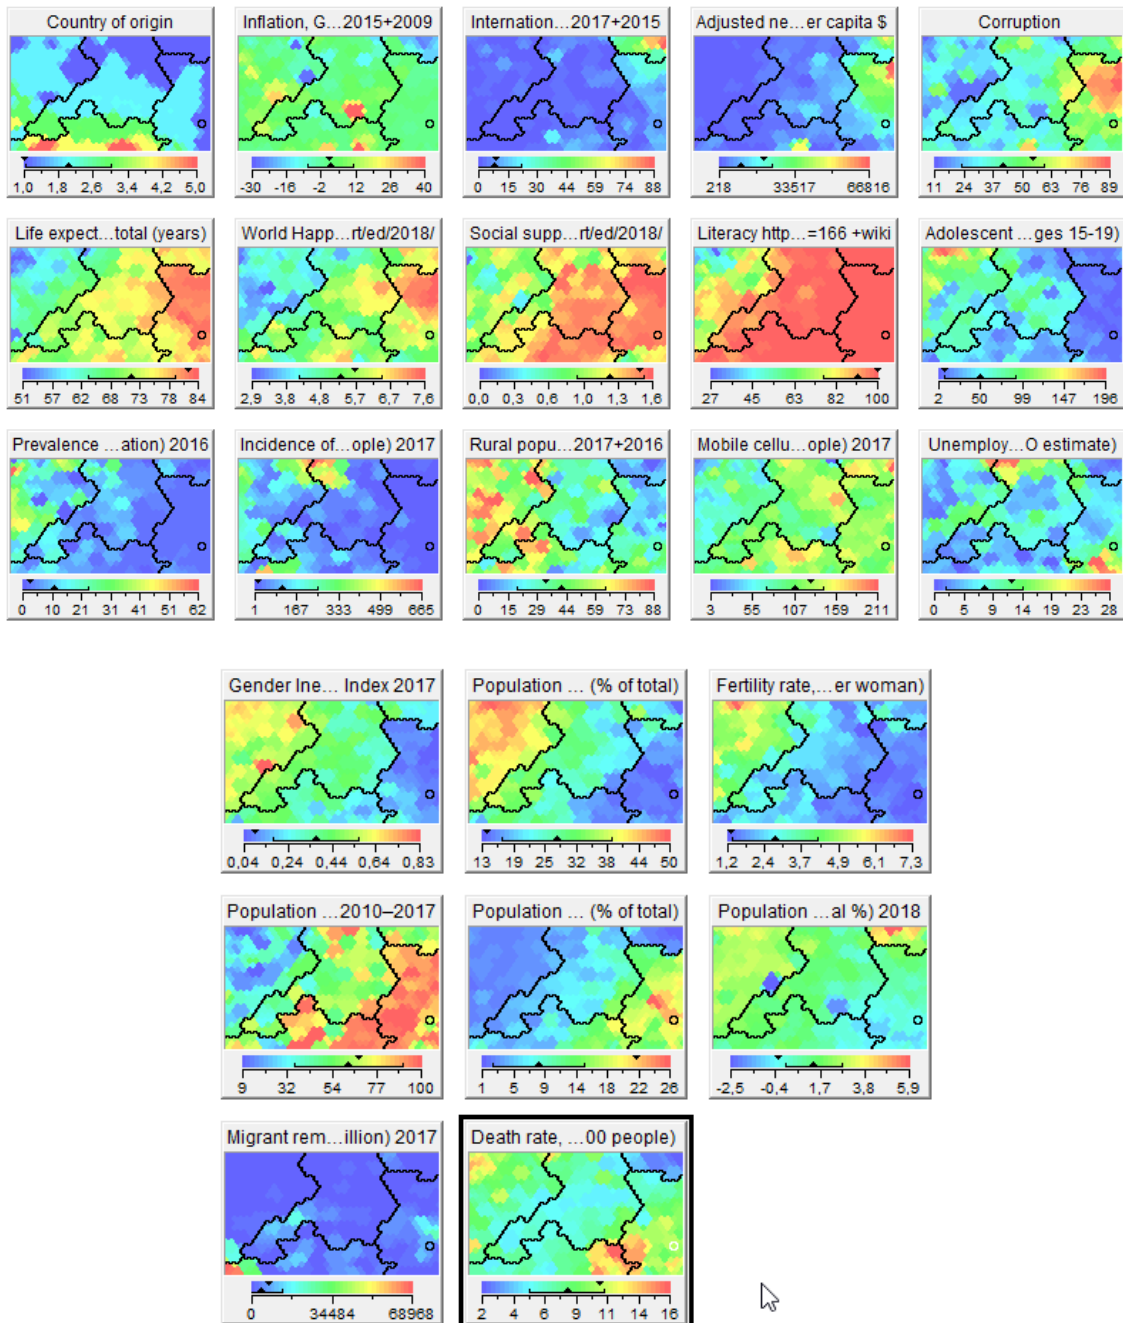 Country of origin
Inflation, G...2015+2009
Internation...2017+2015
Adjusted ne...er capita $
Corruption
1,0 1,8 2,6 3,4 4,2 5,0
-30 -16 -2 12 26 40
0 15 30 44 59 74 88
218 33517 66816
11 24 37 50 63 76 89
Life expect...total (years)
World Happ...rt/ed/2018/
Social supp...rt/ed/2018/
Literacy http...=166 +wiki
Adolescent ...ges 15-19)
51 57 62 68 73 78 84
2,9 3,8 4,8 5,7 6,7 7,6
0,0 0,3 0,6 1,0 1,3 1,6
27 45 63 82 100
2 50 99 147 196
Prevalence ...ation) 2016
Incidence of...ople) 2017
Rural popu...2017+2016
Mobile cellu...ople) 2017
Unemploy...O estimate)
0 10 21 31 41 51 62
1 167 333 499 665
0 15 29 44 59 73 88
3 55 107 159 211
0 5 9 14 19 23 28
Gender Ine... Index 2017
Population ... (% of total)
Fertility rate,...er woman)
0,04 0,24 0,44 0,64 0,83
13 19 25 32 38 44 50
1,2 2,4 3,7 4,9 6,1 7,3
Population ...2010–2017
Population ... (% of total)
Population ...al %) 2018
9 32 54 77 100
1 5 9 14 18 22 26
-2,5 -0,4 1,7 3,8 5,9
Migrant rem...illion) 2017
Death rate, ...00 people)
0 34484 68968
2 4 6 9 11 14 16